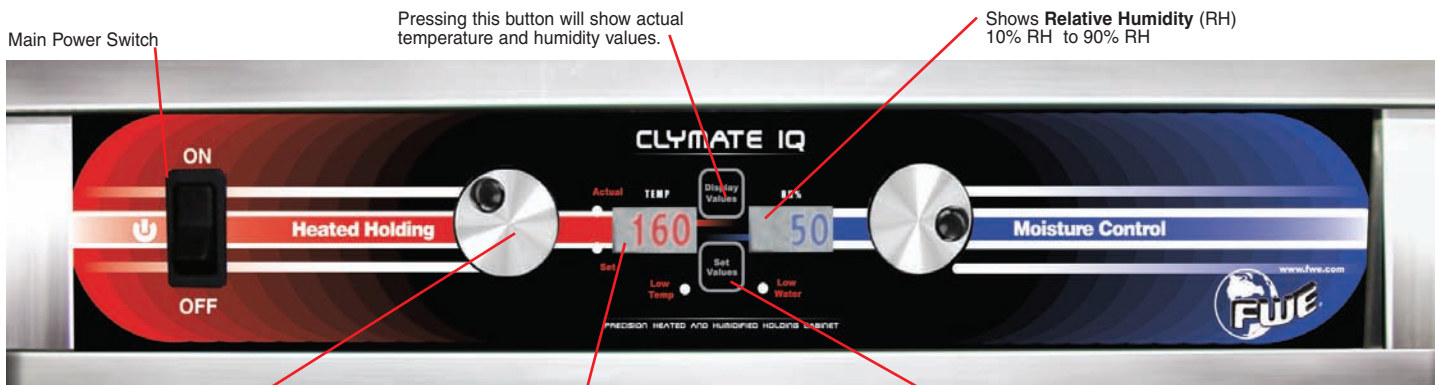 Main Power Switch
Pressing this button will show actual
temperature and humidity values.
Shows Relative Humidity (RH)
10% RH to 90% RH
CLYMATE IQ
ON
OFF
Heated Holding
Actual
Set
TEMP
160
Display
Values
Set
Values
Low
Temp
Low
Water
RH%
50
Moisture Control
www.fwe.com
FWE
PRECISION HEATED AND HUMIDIFIED HOLDING CABINET